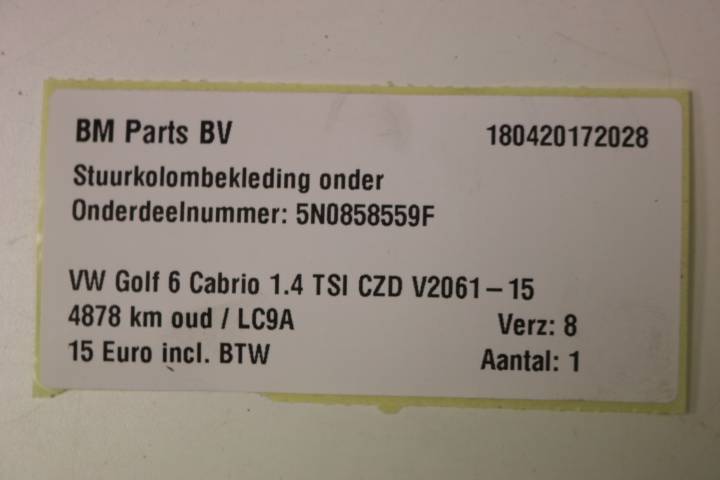 BM Parts BV 180420172028
Stuurkolombekleding onder
Onderdeelnummer: 5N0858559F
VW Golf 6 Cabrio 1.4 TSI CZD V2061-15
4878 km oud / LC9A Verz: 8
15 Euro incl. BTW Aantal: 1